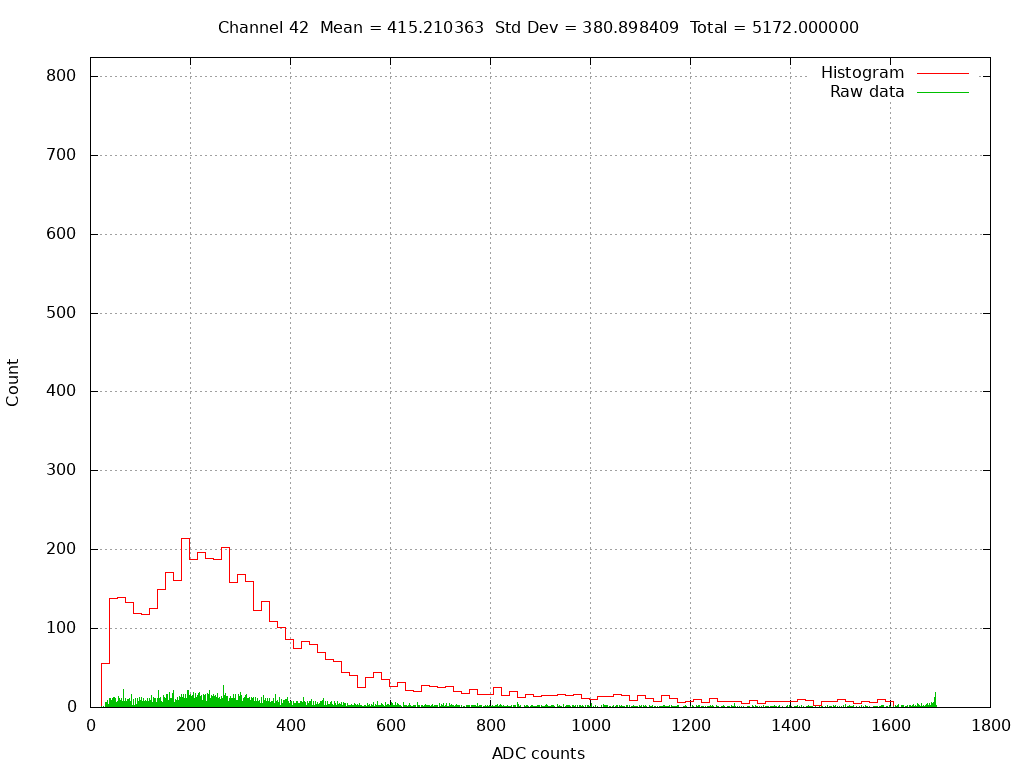 Channel 42  Mean = 415.210363  Std Dev = 380.898409  Total = 5172.000000
Histogram
Raw data
800
700
600
500
400
300
200
100
0
Count
0 200 400 600 800 1000 1200 1400 1600 1800
ADC counts